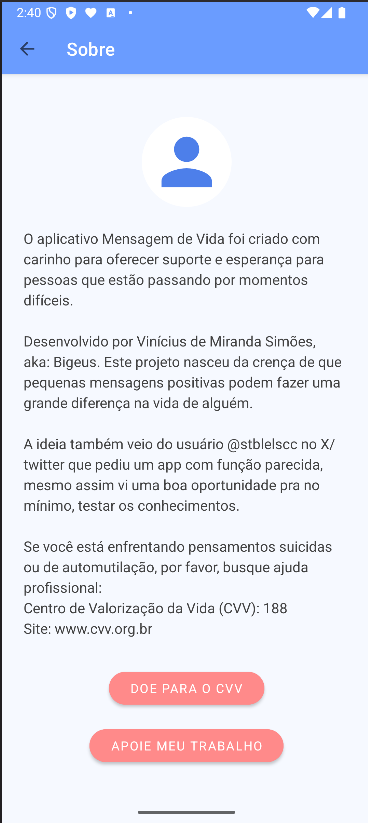 2:40
Sobre
O aplicativo Mensagem de Vida foi criado com
carinho para oferecer suporte e esperança para
pessoas que estão passando por momentos
difíceis.
Desenvolvido por Vinícius de Miranda Simões,
aka: Bigeus. Este projeto nasceu da crença de que
pequenas mensagens positivas podem fazer uma
grande diferença na vida de alguém.
A ideia também veio do usuário @stblelscc no X/
twitter que pediu um app com função parecida,
mesmo assim vi uma boa oportunidade pra no
mínimo, testar os conhecimentos.
Se você está enfrentando pensamentos suicidas
ou de automutilação, por favor, busque ajuda
profissional:
Centro de Valorização da Vida (CVV): 188
Site: www.cvv.org.br
DOE PARA O CVV
APOIE MEU TRABALHO